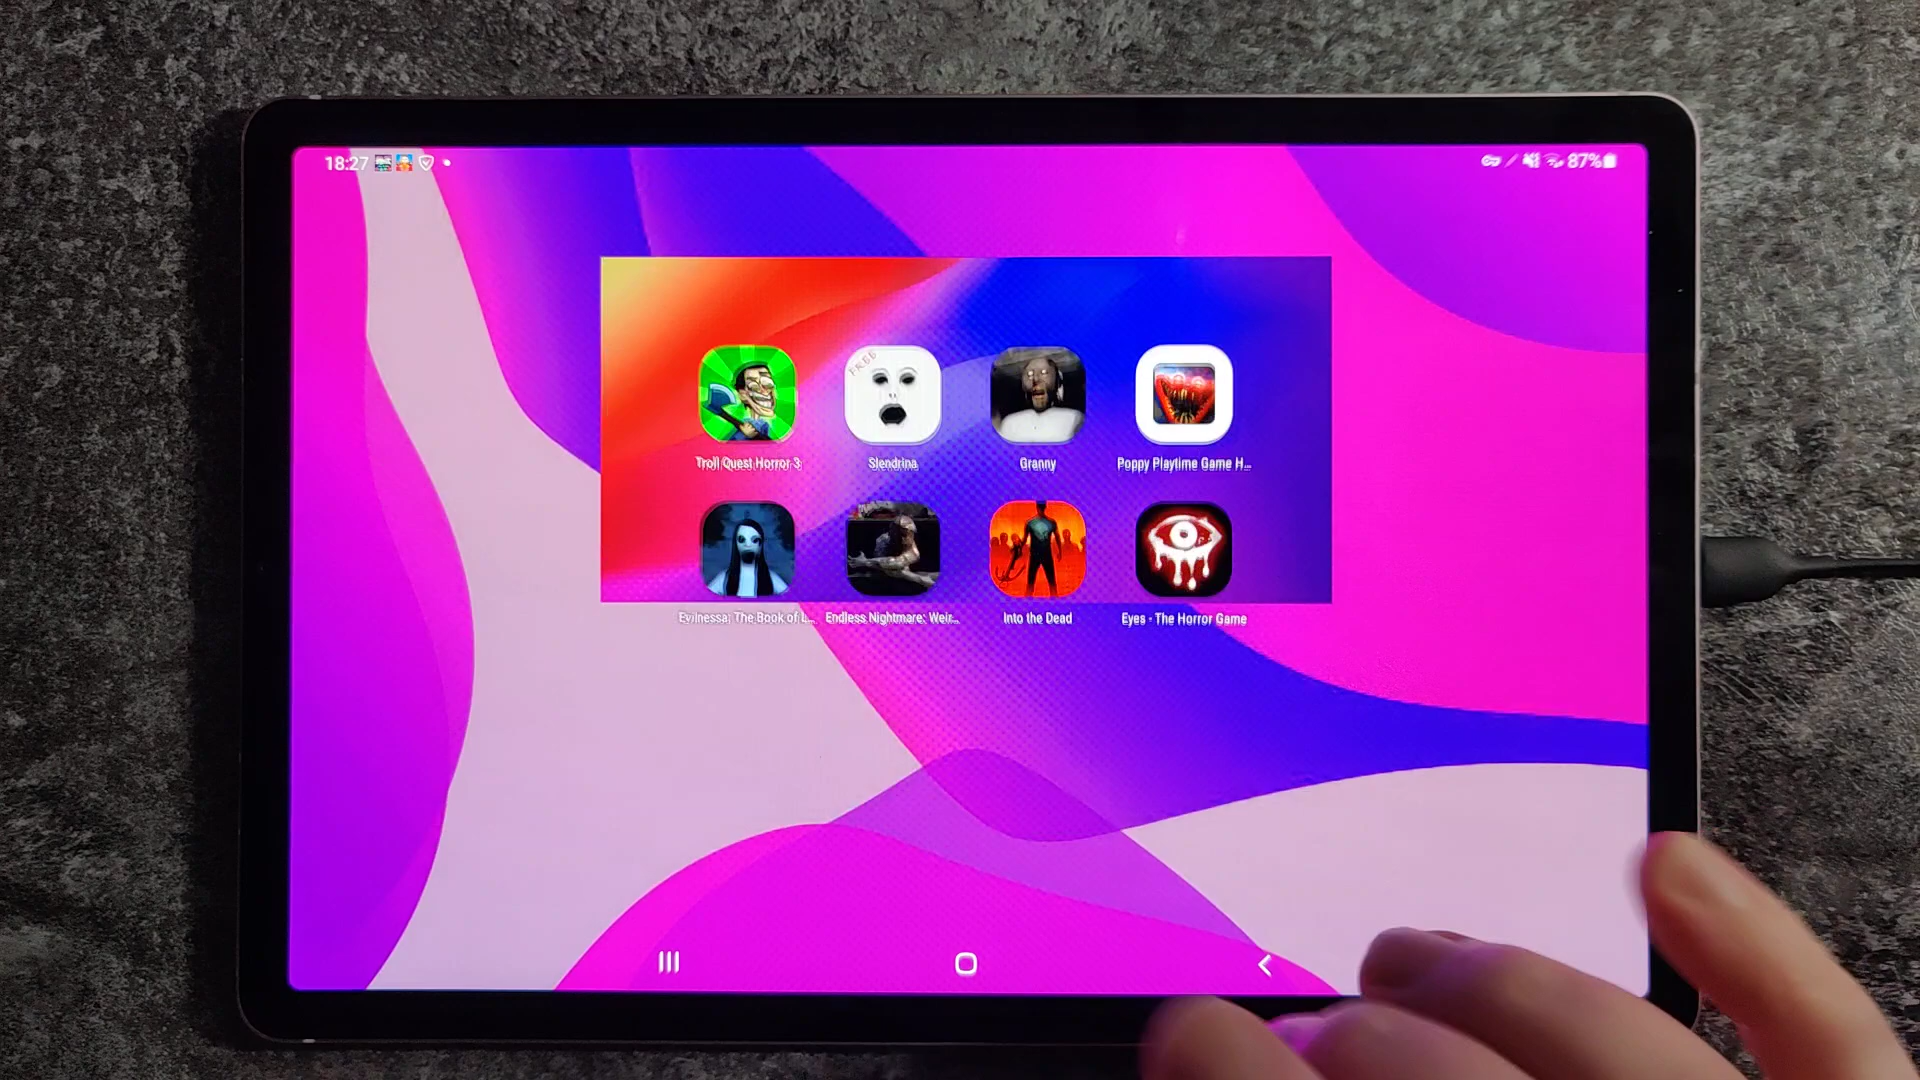 18:27
87%
FREE
Troll Quest Horror 3
Slendrina
Granny
Poppy Playtime Game H...
Evilnessa: The Book of L...
Endless Nightmare: Weir...
Into the Dead
Eyes - The Horror Game